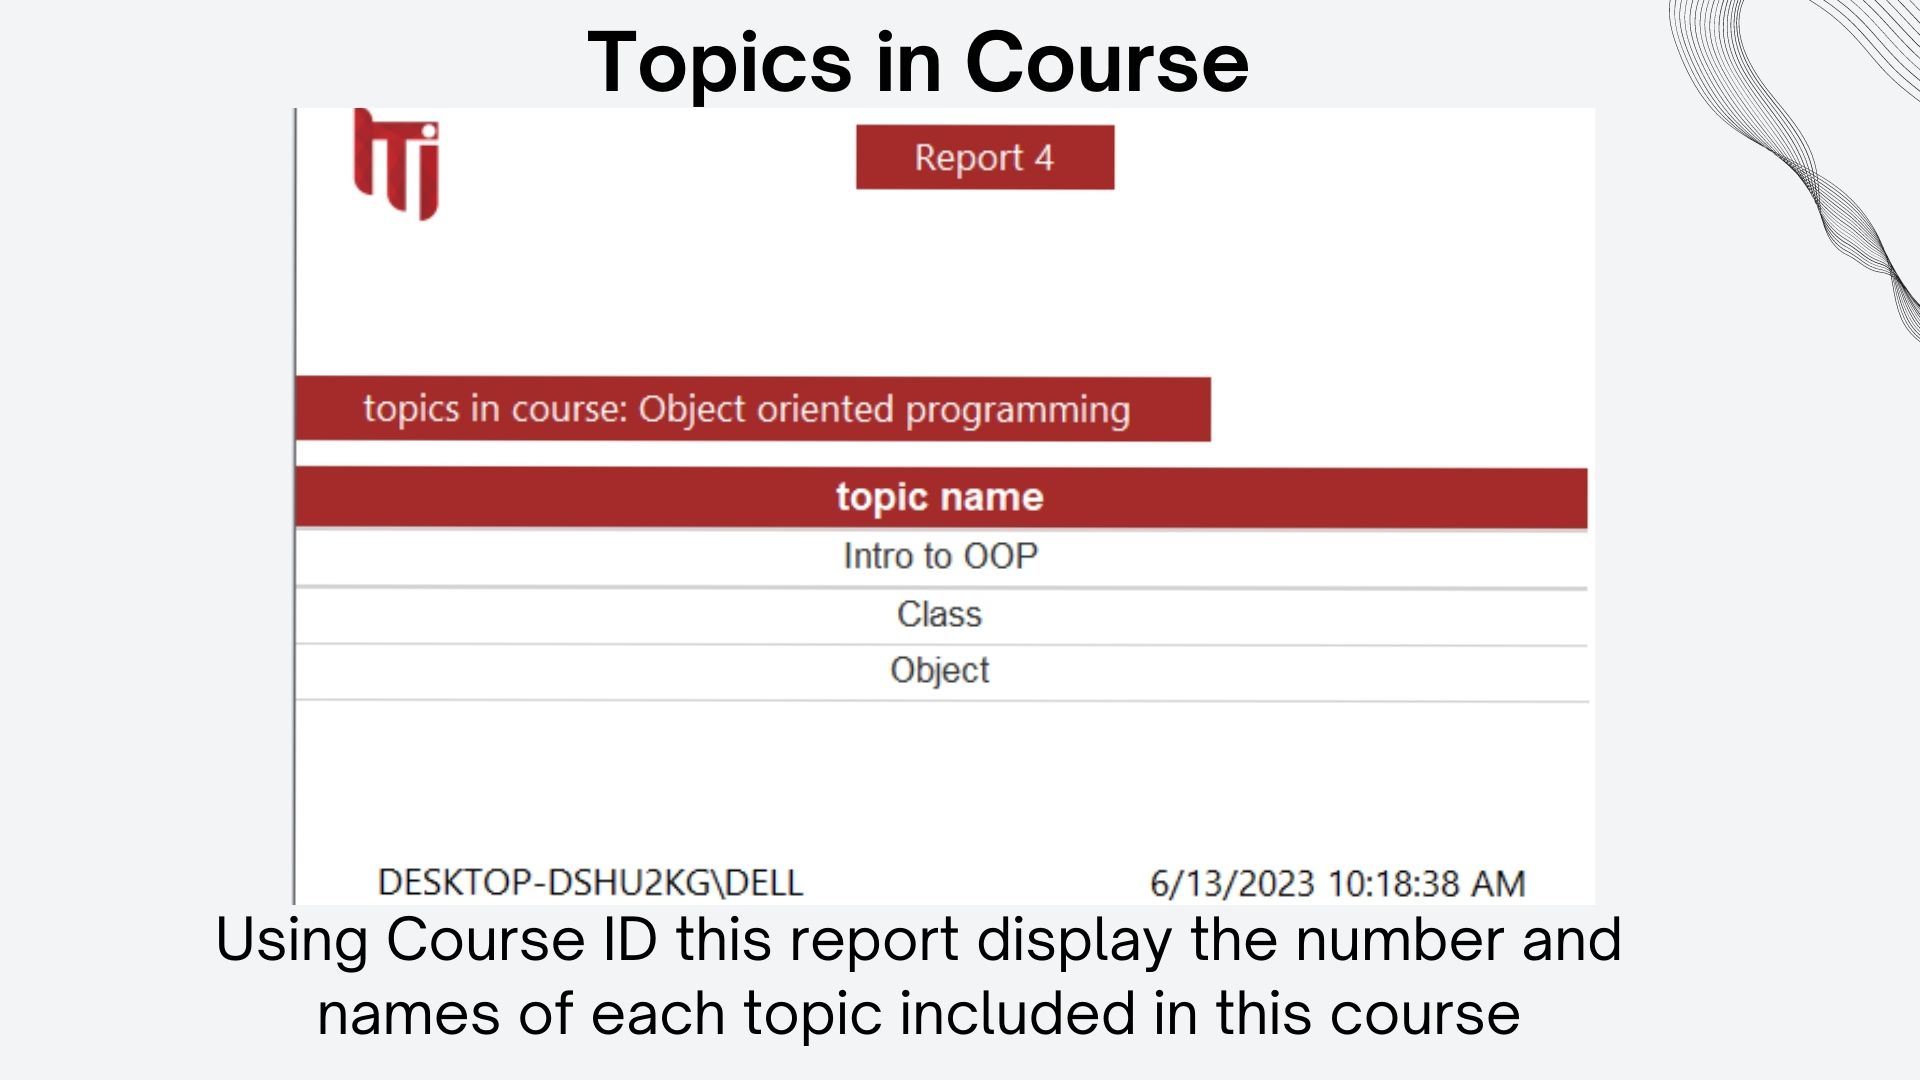 Topics in Course
iTi
Report 4
topics in course: Object oriented programming
topic name
Intro to OOP
Class
Object
DESKTOP-DSHU2KG\DELL
6/13/2023 10:18:38 AM
Using Course ID this report display the number and
names of each topic included in this course